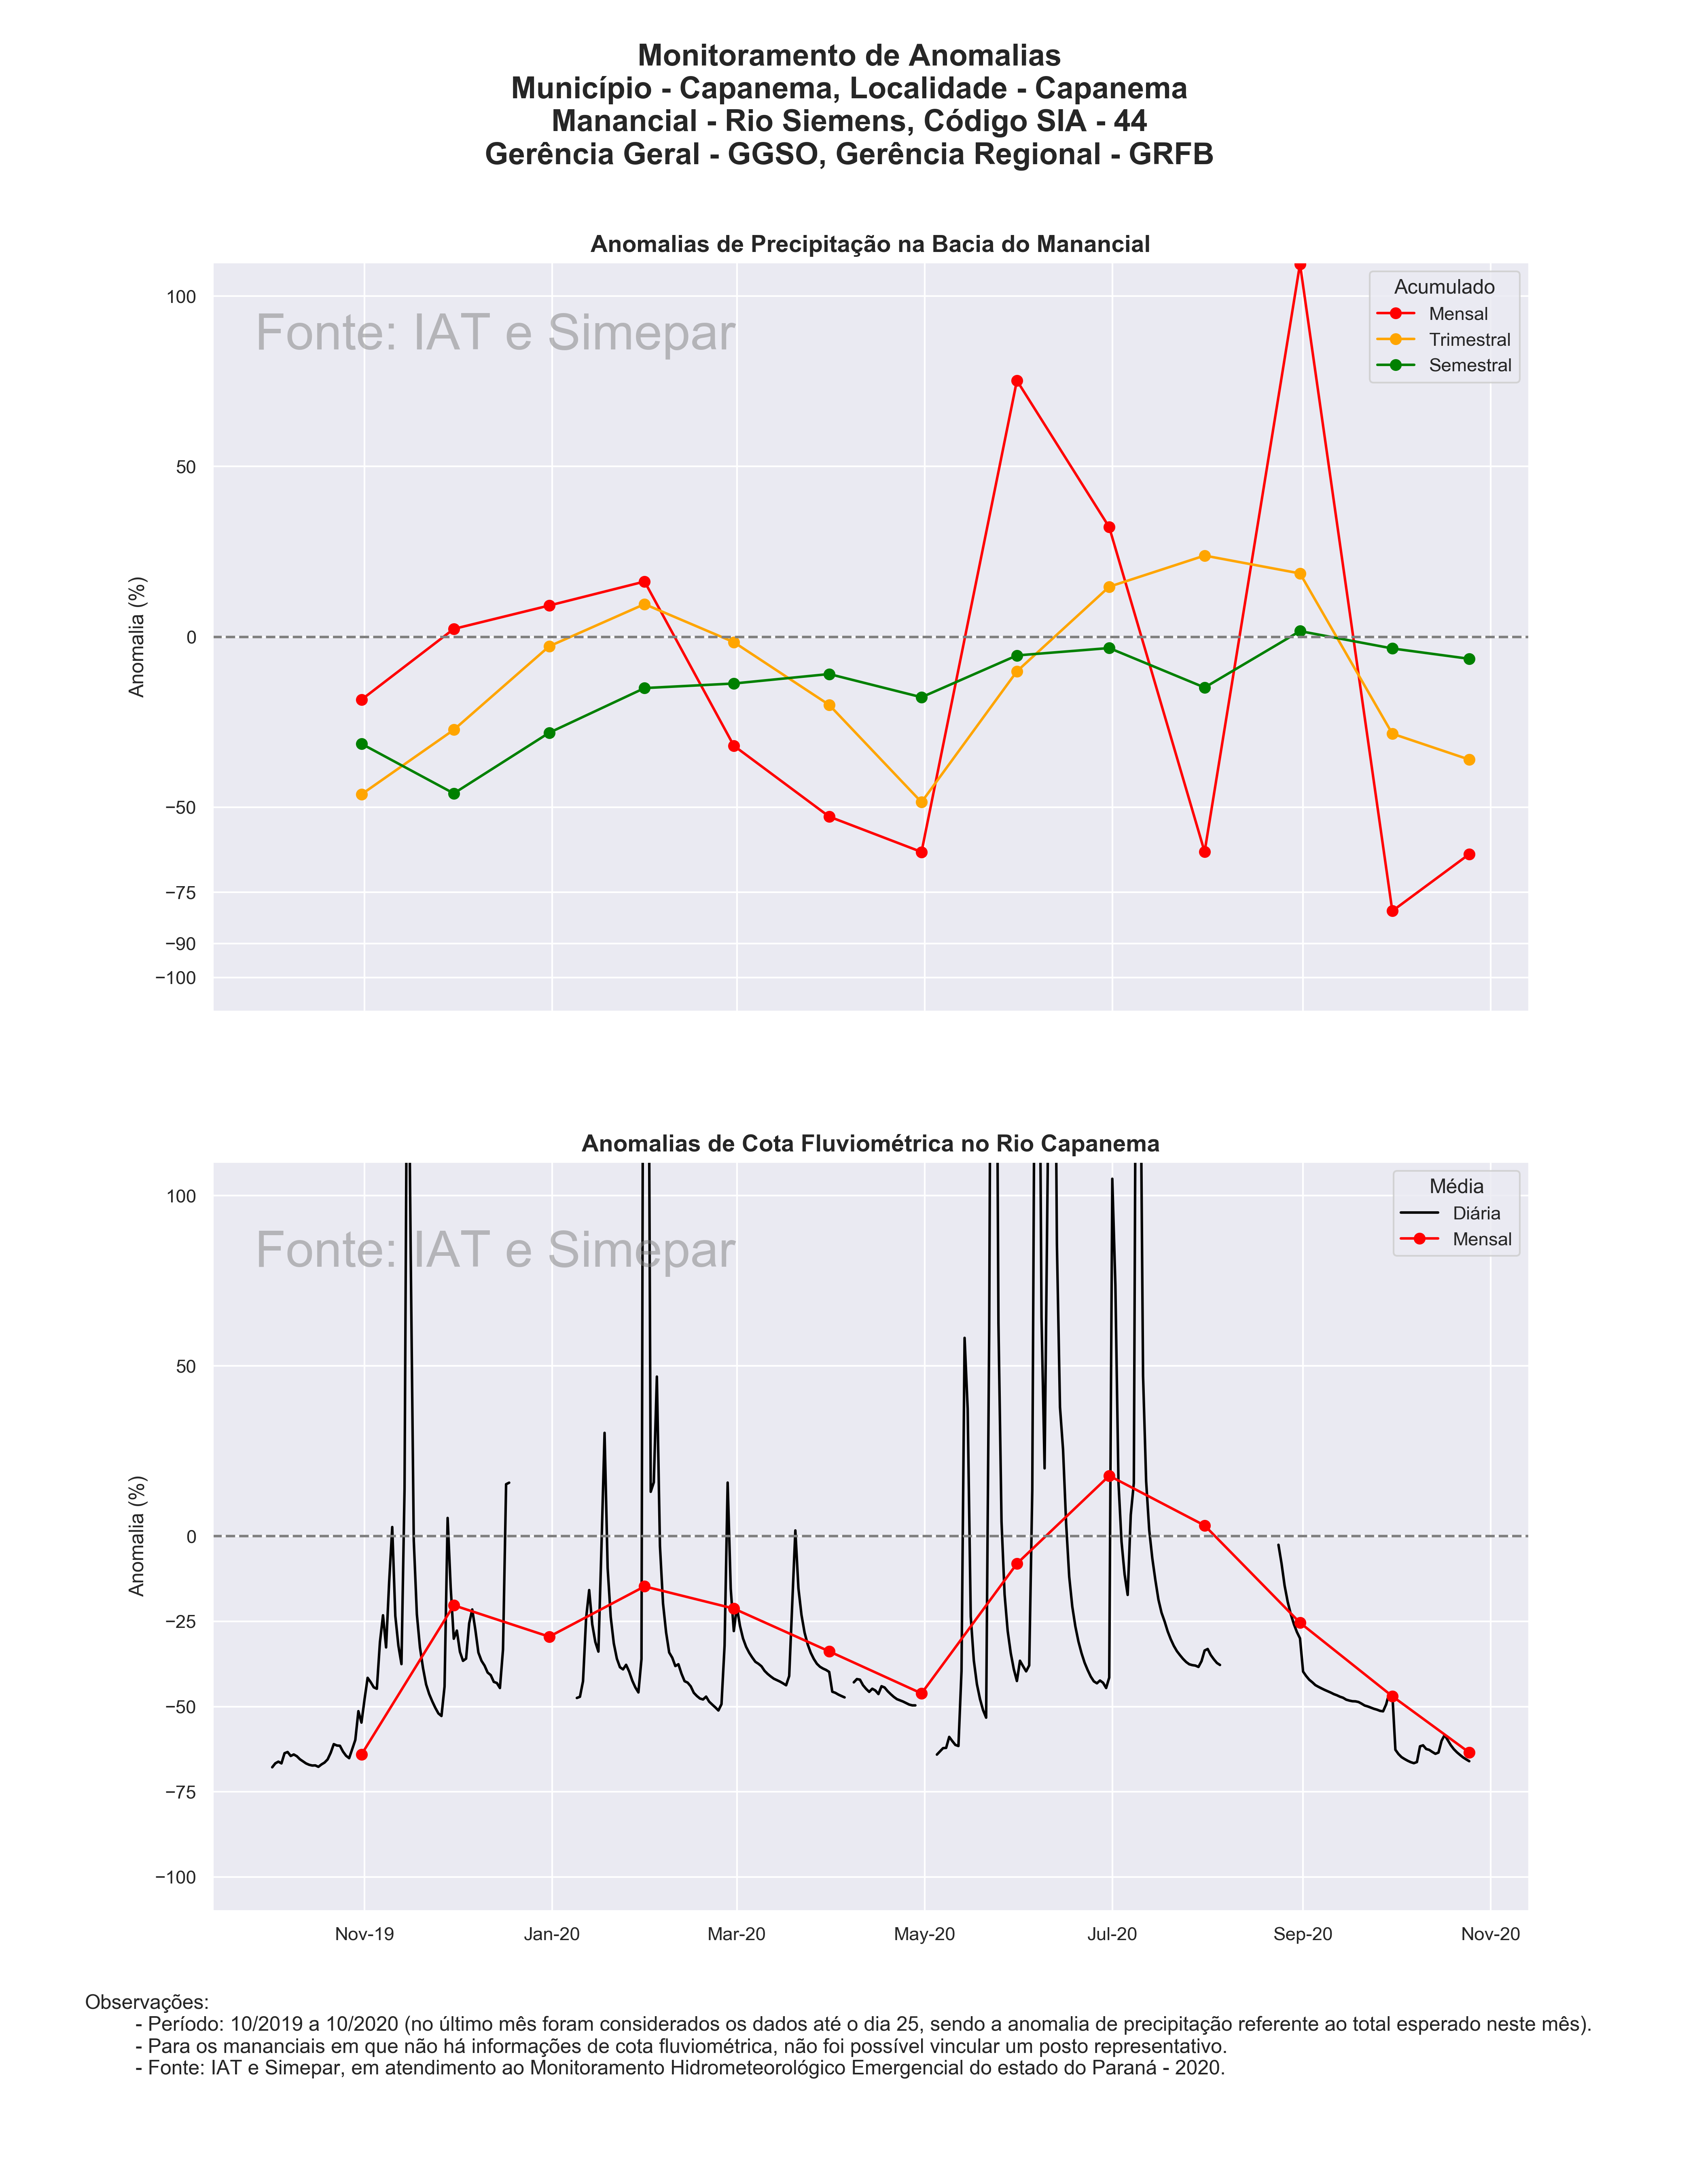 Monitoramento de Anomalias
Município - Capanema, Localidade - Capanema
Manancial - Rio Siemens, Código SIA - 44
Gerência Geral - GGSO, Gerência Regional - GRFB
Anomalias de Precipitação na Bacia do Manancial
Fonte: IAT e Simepar
Acumulado
Mensal
Trimestral
Semestral
Anomalia (%)
100
50
0
−50
−75
−90
−100
Anomalias de Cota Fluviométrica no Rio Capanema
Fonte: IAT e Simepar
Média
Diária
Mensal
Anomalia (%)
100
50
0
−25
−50
−75
−100
Nov-19 Jan-20 Mar-20 May-20 Jul-20 Sep-20 Nov-20
Observações:
- Período: 10/2019 a 10/2020 (no último mês foram considerados os dados até o dia 25, sendo a anomalia de precipitação referente ao total esperado neste mês).
- Para os mananciais em que não há informações de cota fluviométrica, não foi possível vincular um posto representativo.
- Fonte: IAT e Simepar, em atendimento ao Monitoramento Hidrometeorológico Emergencial do estado do Paraná - 2020.